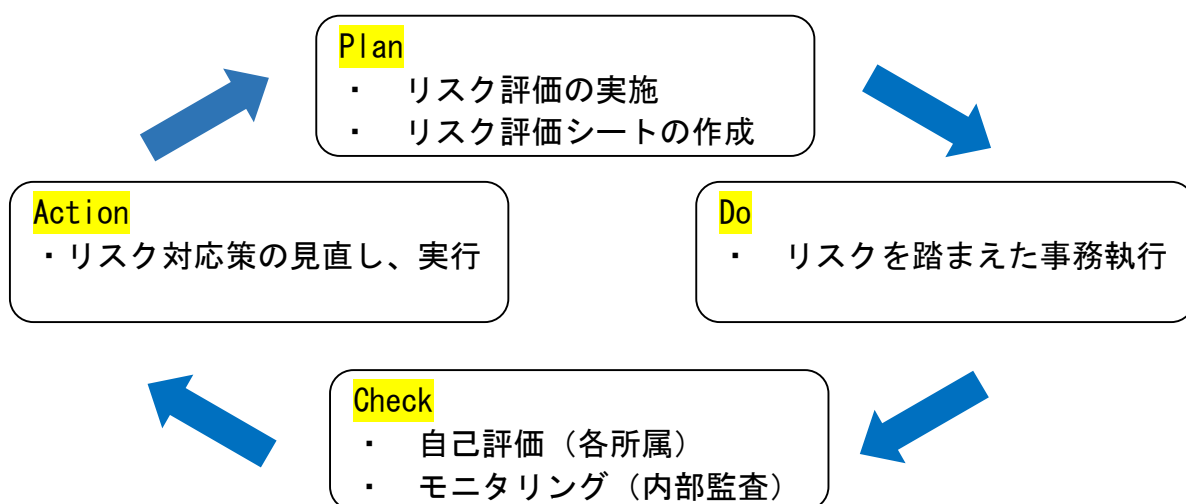 Plan
・ リスク評価の実施
・ リスク評価シートの作成
Do
・ リスクを踏まえた事務執行
Check
・ 自己評価（各所属）
・ モニタリング（内部監査）
Action
・リスク対応策の見直し、実行